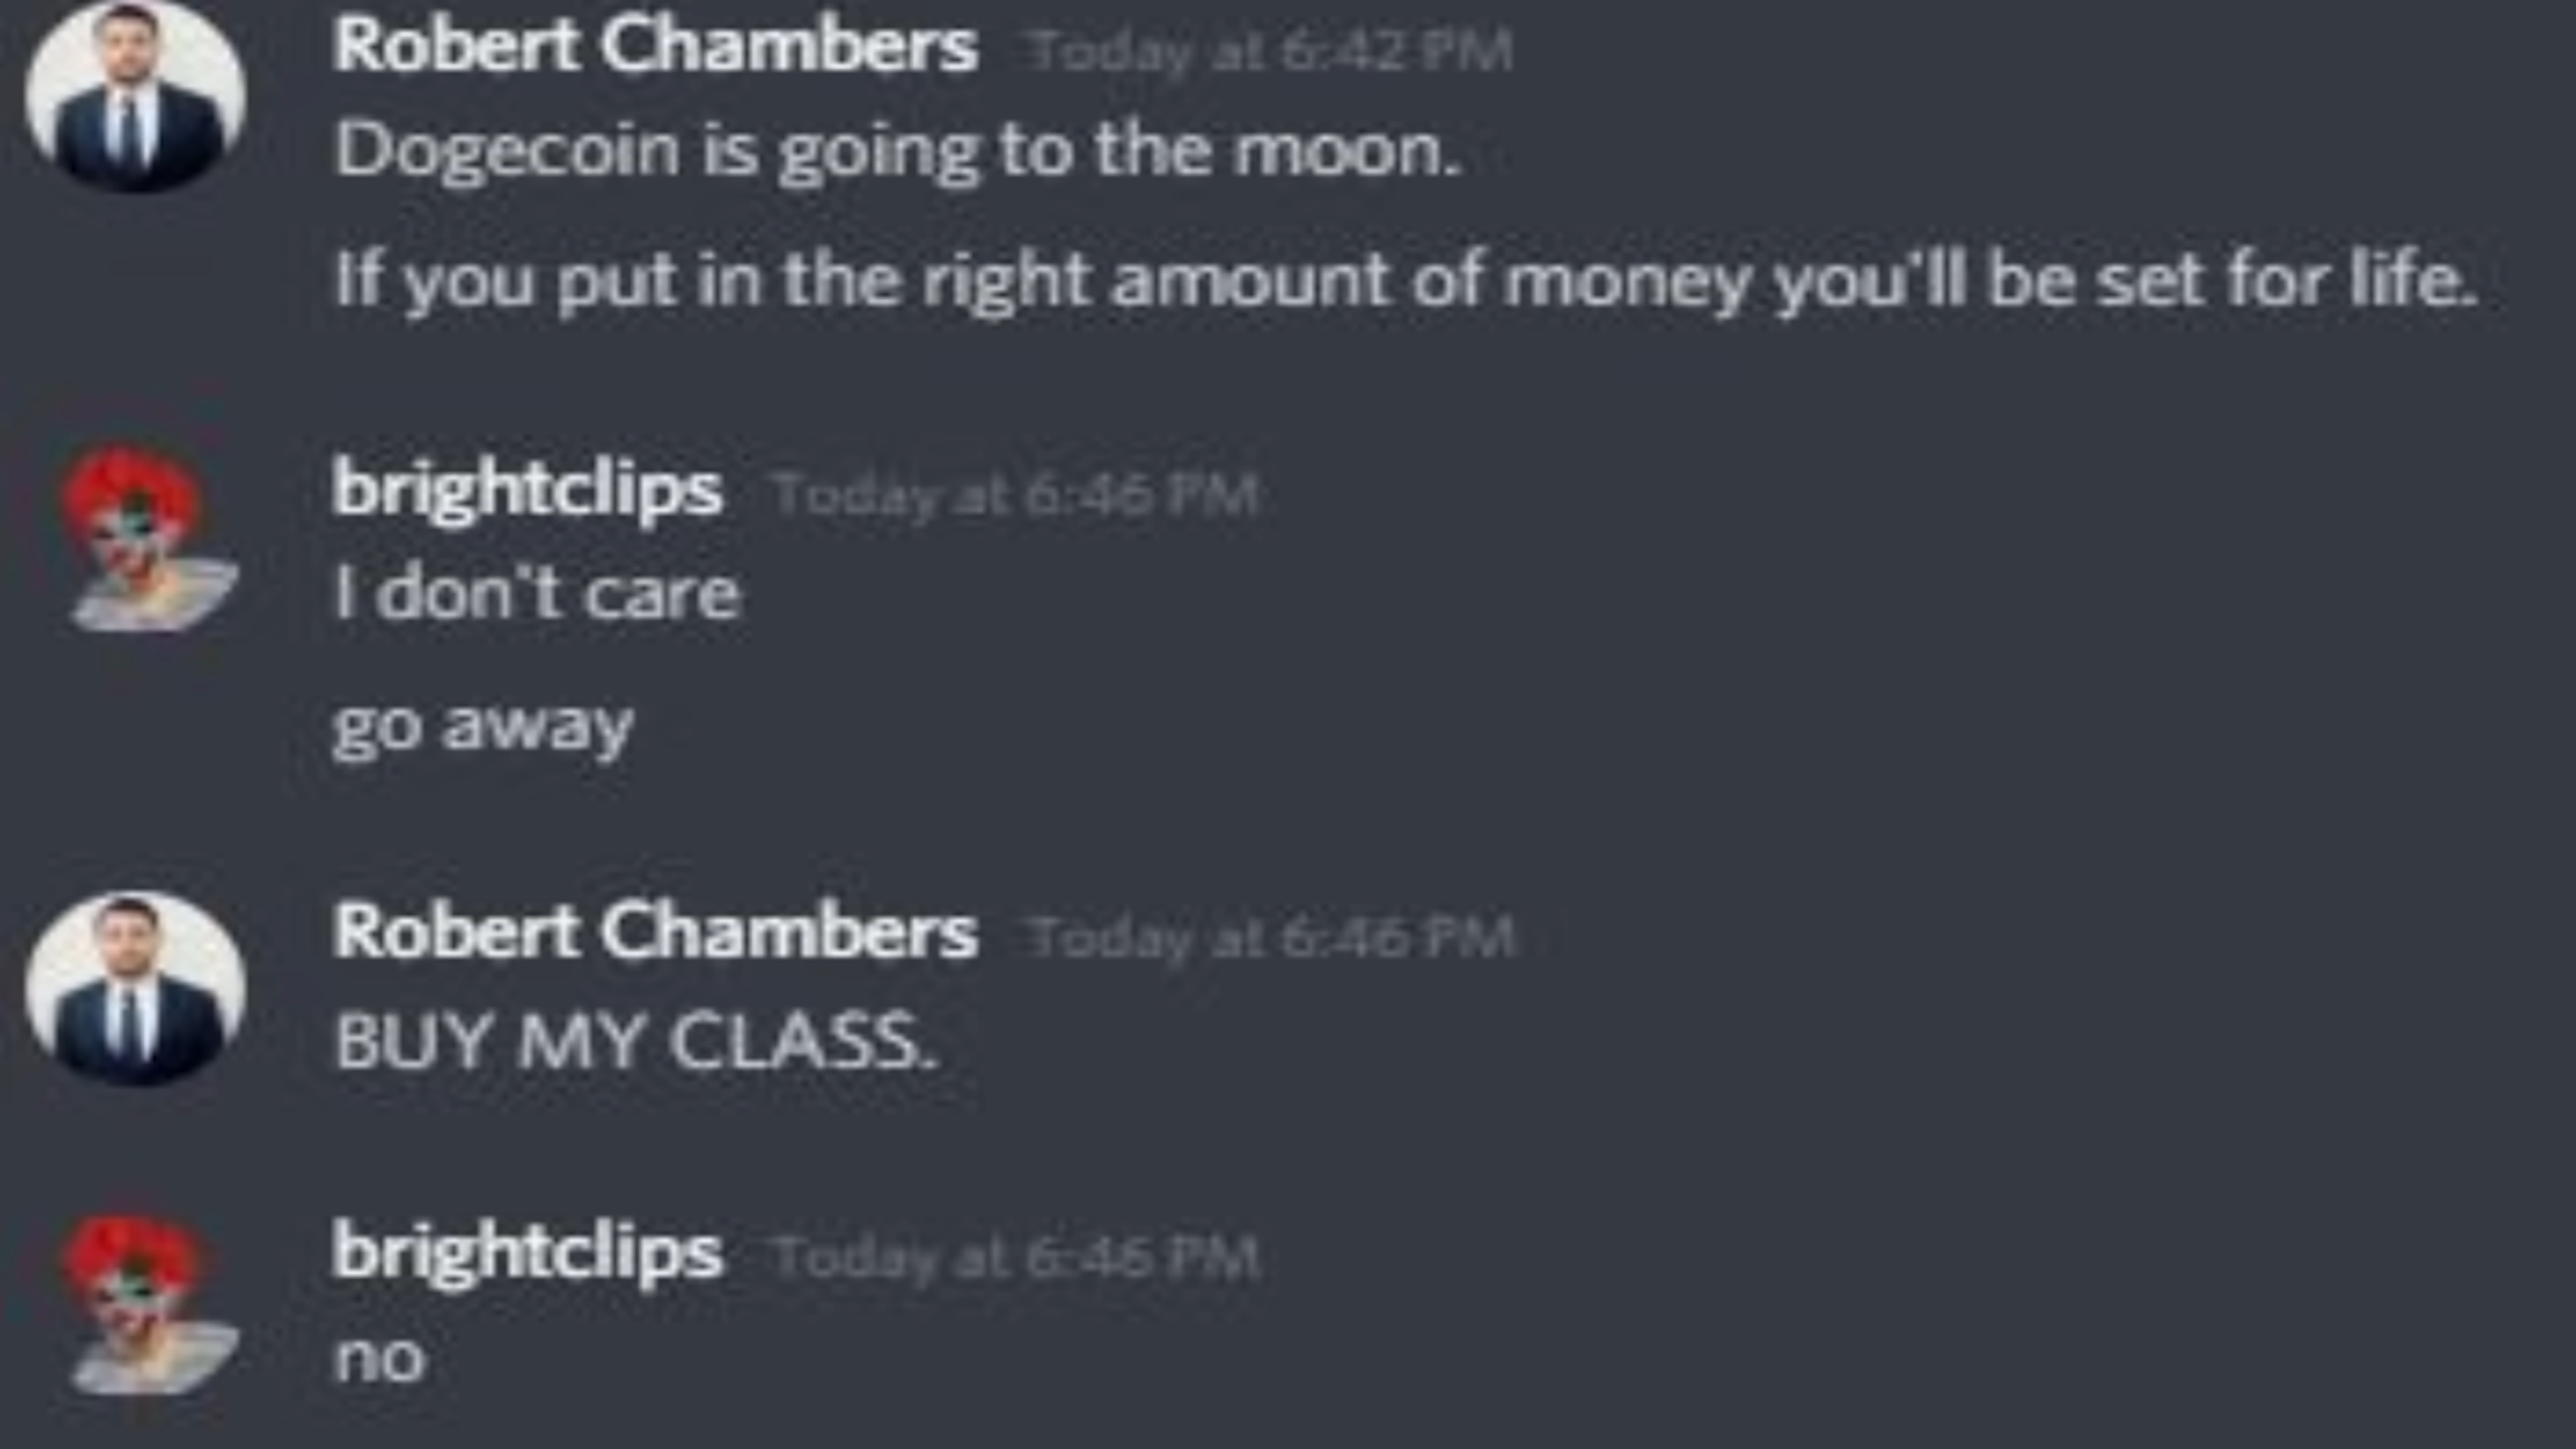 Robert Chambers Today at 6:42 PM
Dogecoin is going to the moon.
If you put in the right amount of money you'll be set for life.
brightclips Today at 6:46 PM
I don't care
go away
Robert Chambers Today at 6:46 PM
BUY MY CLASS.
brightclips Today at 6:46 PM
no